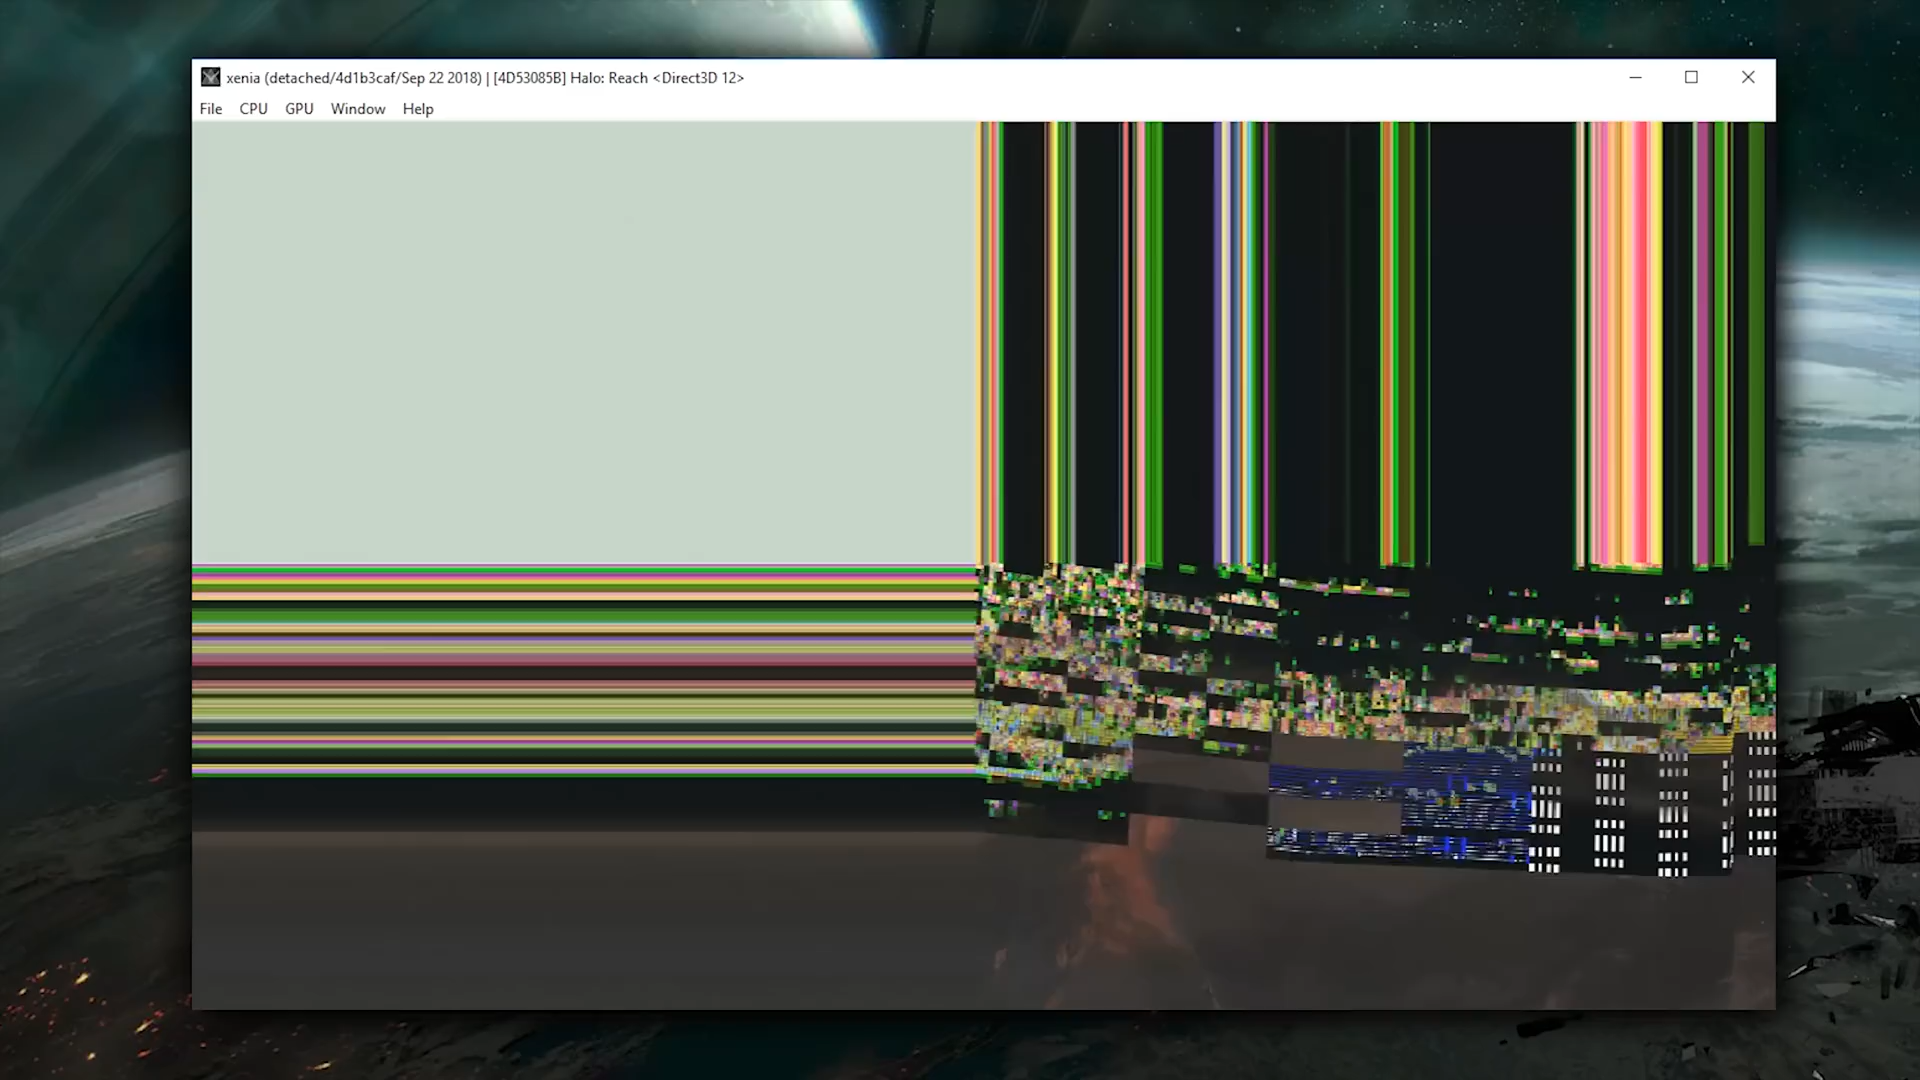 xenia (detached/4d1b3caf/Sep 22 2018) | [4D53085B] Halo: Reach <Direct3D 12>
File CPU GPU Window Help